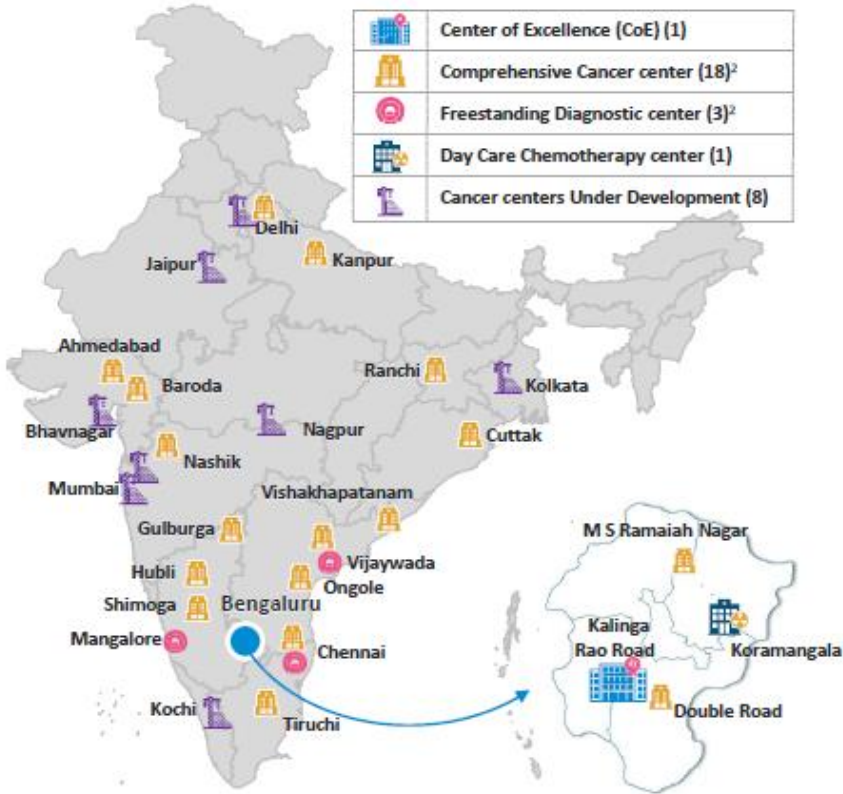 Center of Excellence (CoE) (1)
Comprehensive Cancer center (18)²
Freestanding Diagnostic center (3)²
Day Care Chemotherapy center (1)
Cancer centers Under Development (8)
Delhi
Jaipur
Kanpur
Ahmedabad
Baroda
Ranchi
Kolkata
Bhavnagar
Nagpur
Cuttak
Nashik
Mumbai
Vishakhapatanam
Gulburga
Vijaywada
Hubli
Ongole
Shimoga
Bengaluru
Mangalore
Chennai
Kochi
Tiruchi
M S Ramaiah Nagar
Kalinga
Rao Road
Koramangala
Double Road